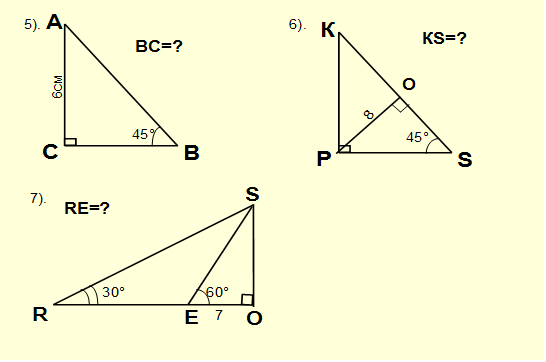 5). A
BC=?
6см
45°
C
B
6).
K
KS=?
O
8
45°
P
S
7).
RE=?
S
30°
60°
R
E
7
O